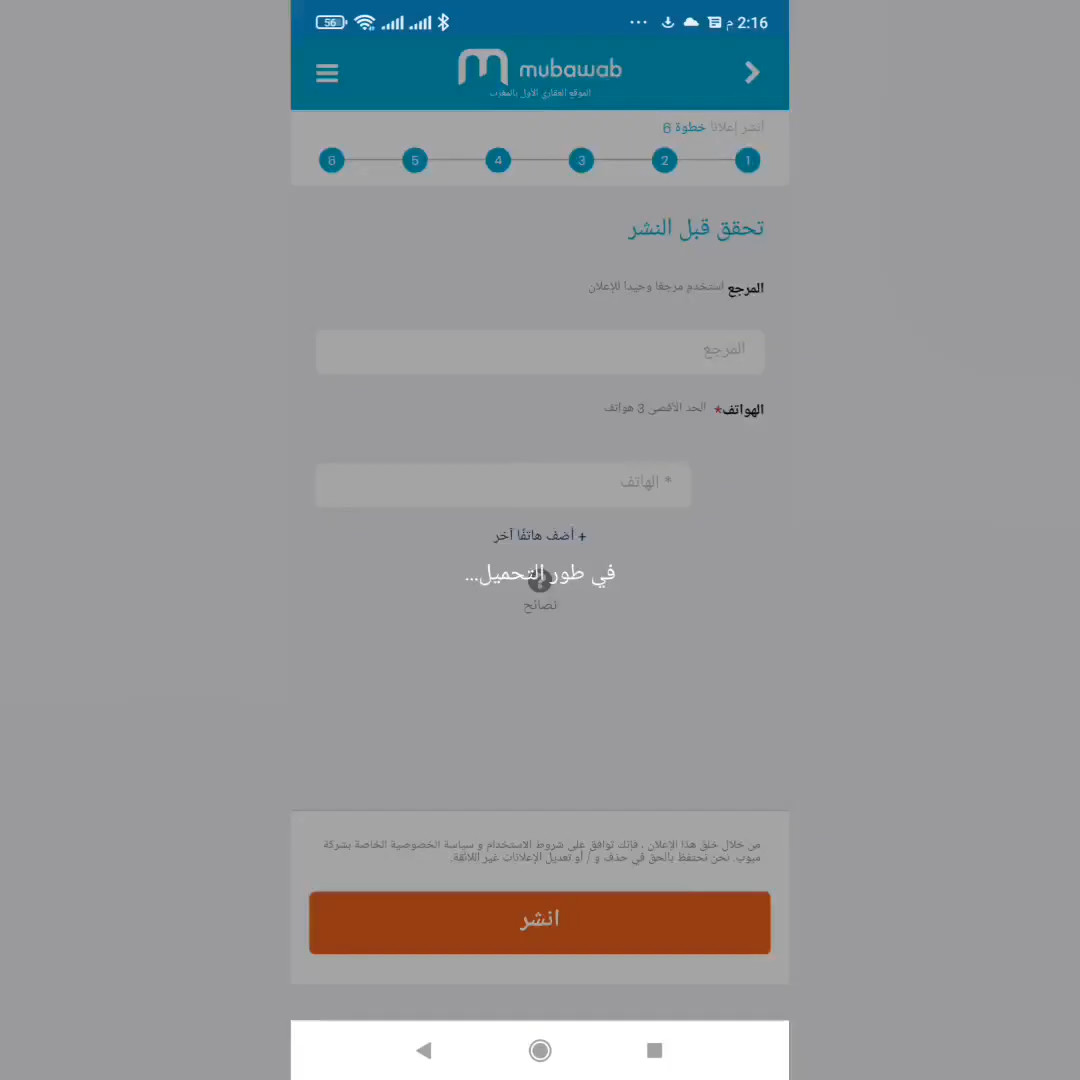 56 ... م 2:16
mubawab
الموقع العقاري الأول بالمغرب
أنشر إعلانا خطوة 6
1 2 3 4 5 6
تحقق قبل النشر
المرجع استخدم مرجعا وحيدا للإعلان
المرجع
الهواتف* الحد الأقصى 3 هواتف
* الهاتف
+ أضف هاتفًا آخر
في طور التحميل...
?
نصائح
من خلال خلق هذا الإعلان ، فإنك توافق على شروط الاستخدام و سياسة الخصوصية الخاصة بشركة
مبوب. نحن نحتفظ بالحق في حذف و / أو تعديل الإعلانات غير اللائقة.
انشر